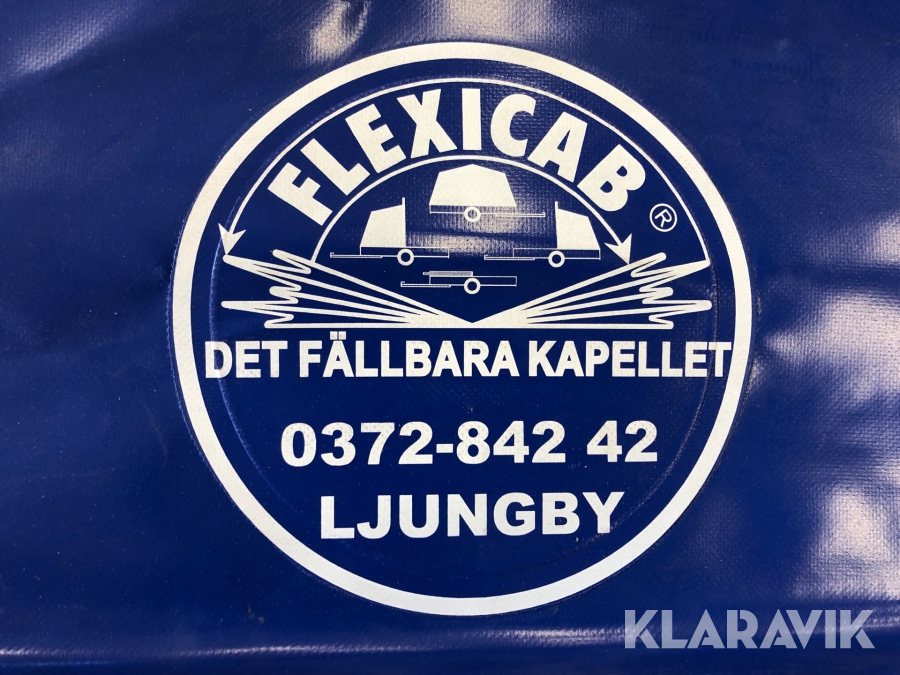 FLEXICAB ®
DET FÄLLBARA KAPELLET
0372-842 42
LJUNGBY
KLARAVIK